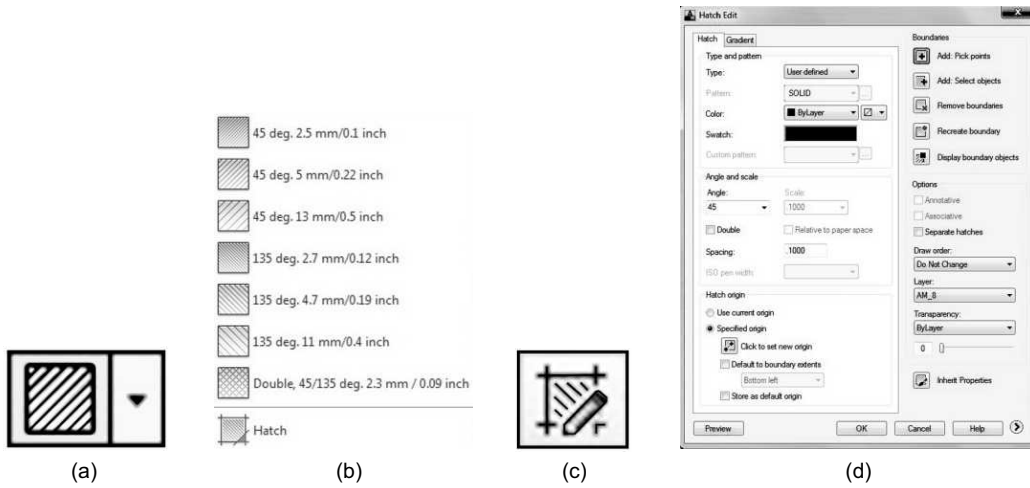 45 deg. 2.5 mm/0.1 inch
45 deg. 5 mm/0.22 inch
45 deg. 13 mm/0.5 inch
135 deg. 2.7 mm/0.12 inch
135 deg. 4.7 mm/0.19 inch
135 deg. 11 mm/0.4 inch
Double, 45/135 deg. 2.3 mm / 0.09 inch
Hatch
Hatch Edit
Hatch Gradient
Type and pattern
Type: User defined
Pattern: SOLID
Color: ByLayer
Swatch:
Custom pattern:
Angle and scale
Angle: Scale:
45 1000
Double Relative to paper space
Spacing: .1000
ISO pen width:
Hatch origin
Use current origin
Specified origin
Click to set new origin
Default to boundary extents
Bottom left
Store as default origin
Boundaries
Add: Pick points
Add: Select objects
Remove boundaries
Recreate boundary
Display boundary objects
Options
Annotative
Associative
Separate hatches
Draw order:
Do Not Change
Layer:
AM_8
Transparency:
ByLayer
0
Inherit Properties
Preview OK Cancel Help
(a) (b) (c) (d)